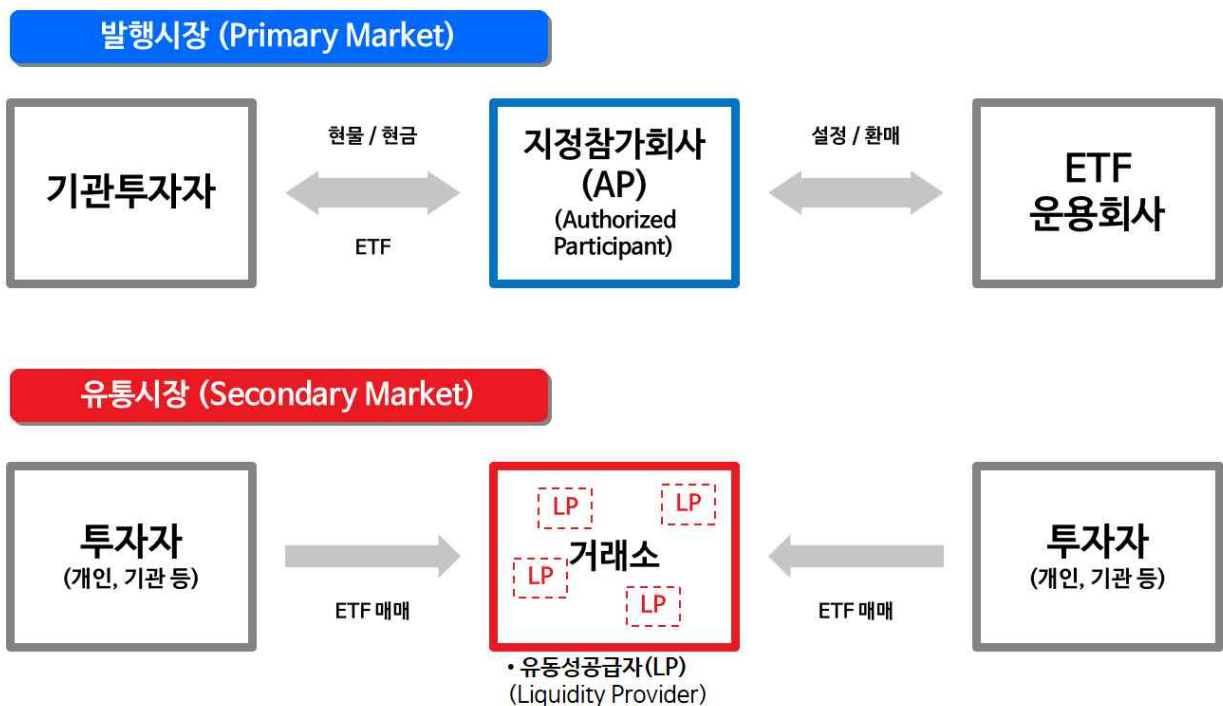 발행시장 (Primary Market)
기관투자자
현물 / 현금
ETF
지정참가회사
(AP)
(Authorized
Participant)
설정 / 환매
ETF
운용회사
유통시장 (Secondary Market)
투자자
(개인, 기관 등)
ETF 매매
LP
LP
거래소
LP
LP
• 유동성공급자(LP)
(Liquidity Provider)
ETF 매매
투자자
(개인, 기관 등)